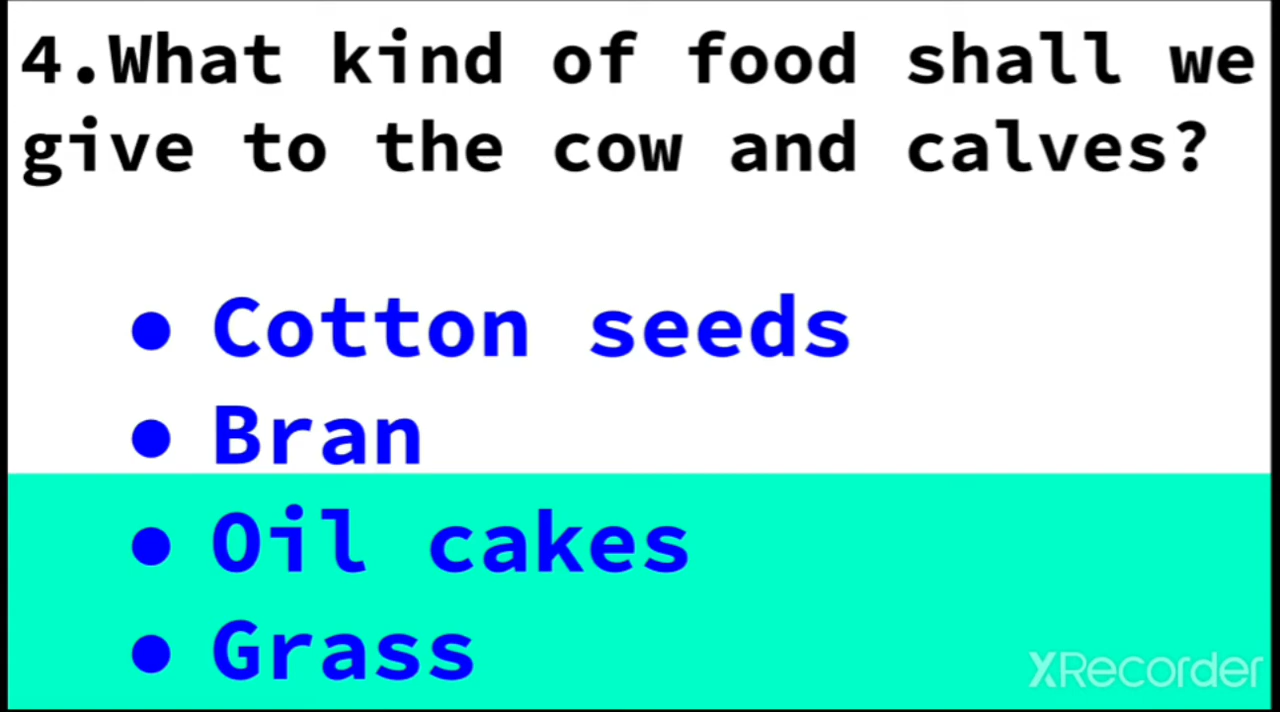 4.What kind of food shall we
give to the cow and calves?
● Cotton seeds
● Bran
● Oil cakes
● Grass
XRecorder